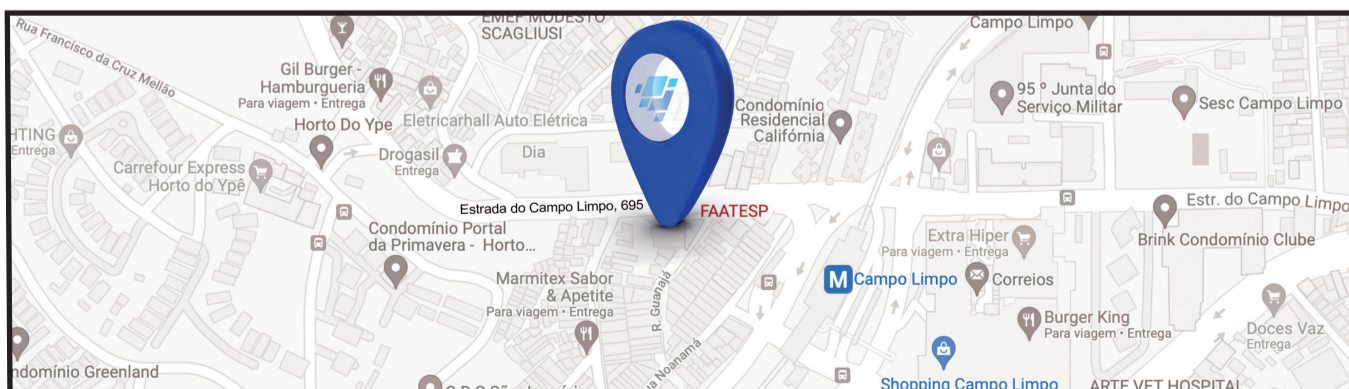 EMEF MODESTO
SCAGLIUSI
Campo Limpo
Rua Francisco da Cruz Mellão
Gil Burger -
Hamburgueria
Para viagem • Entrega
95 º Junta do
Serviço Militar
Sesc Campo Limpo
Condomínio
Residencial
Califórnia
Horto Do Ype
Eletricarhall Auto Elétrica
HTING
Entrega
Carrefour Express
Horto do Ypê
Drogasil
Entrega
Dia
Estrada do Campo Limpo, 695
FAATESP
Estr. do Campo Limpo
Condomínio Portal
da Primavera - Horto...
Extra Hiper
Para viagem • Entrega
Brink Condomínio Clube
Marmitex Sabor
& Apetite
Para viagem • Entrega
R. Guanajá
M Campo Limpo
Correios
Burger King
Para viagem • Entrega
Doces Vaz
Entrega
ndomínio Greenland
ua Noanamá
Shopping Campo Limpo
ARTE VET HOSPITAL